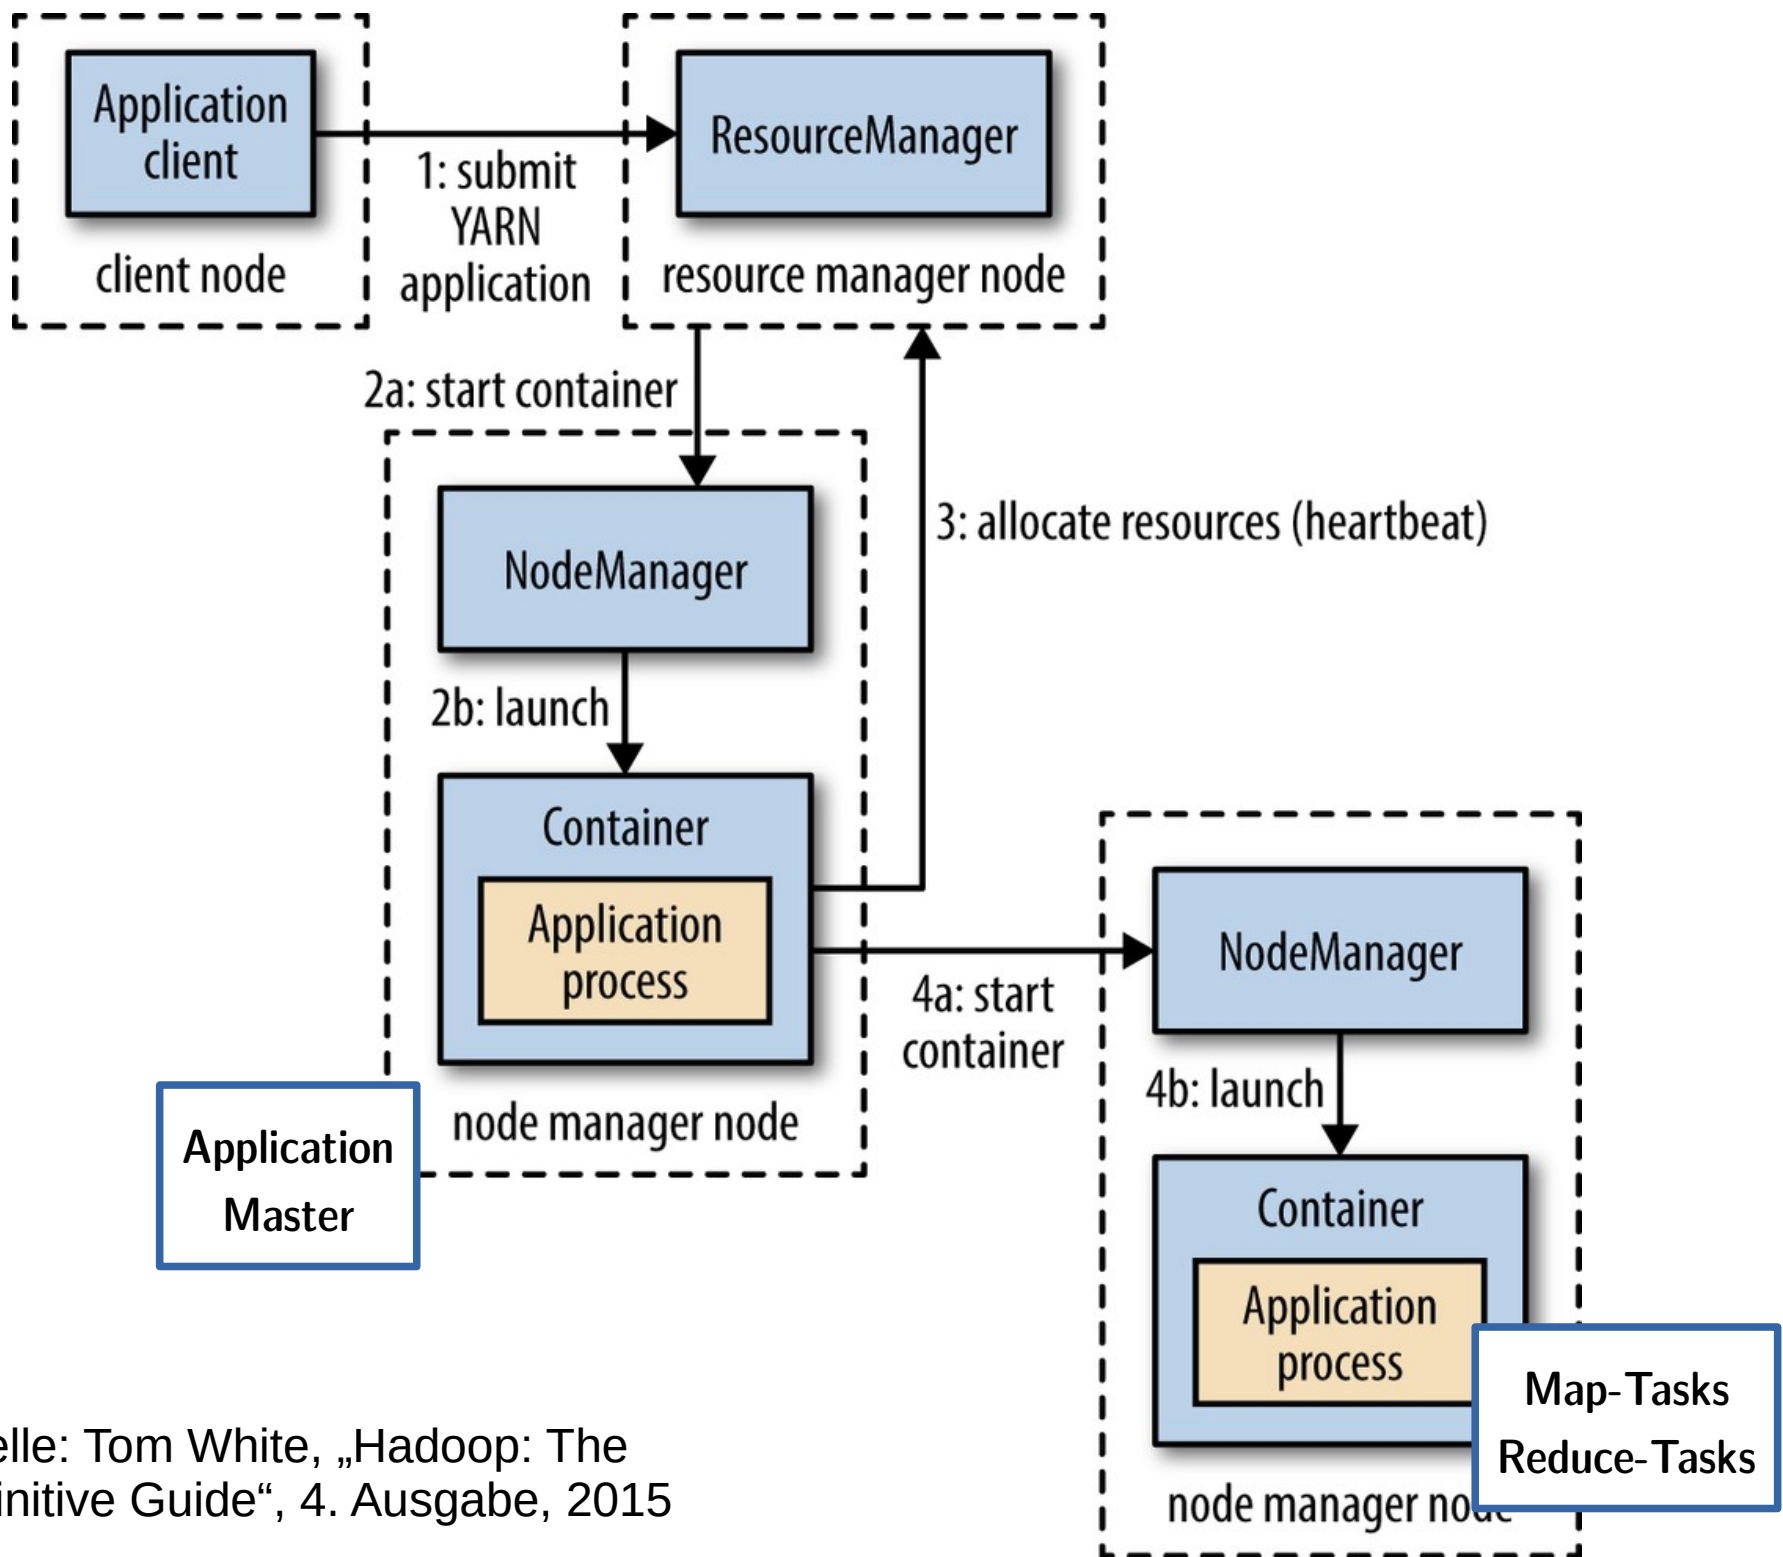 Application
client
client node
1: submit
YARN
application
ResourceManager
resource manager node
2a: start container
NodeManager
2b: launch
Container
Application
process
node manager node
Application
Master
3: allocate resources (heartbeat)
4a: start
container
NodeManager
4b: launch
Container
Application
process
node manager
Map-Tasks
Reduce-Tasks
Tom White, „Hadoop: The
Guide“, 4. Ausgabe, 2015